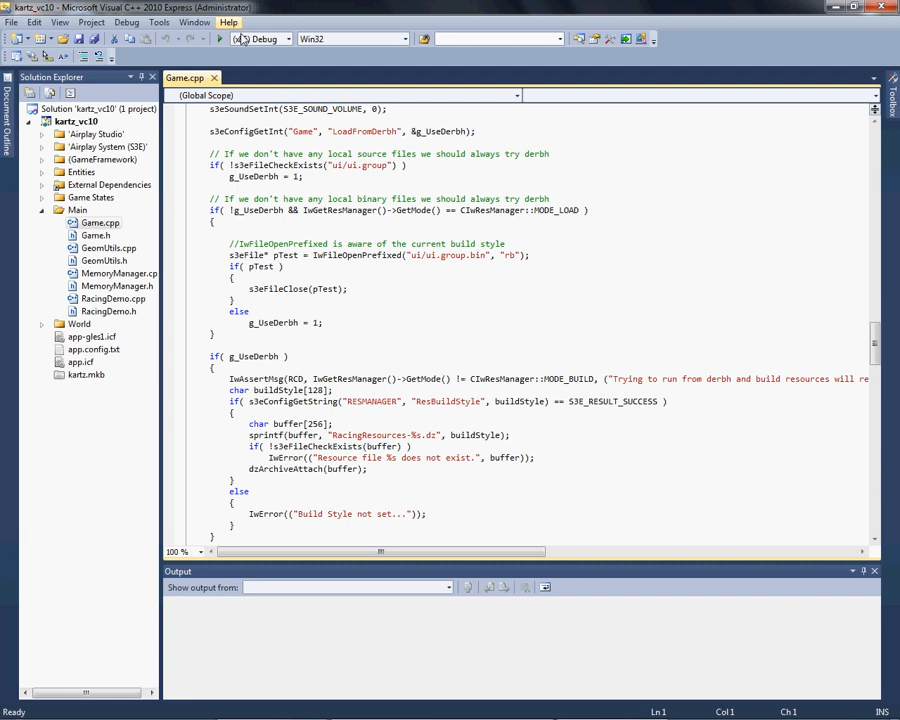 kartz_vc10 - Microsoft Visual C++ 2010 Express (Administrator)
File Edit View Project Debug Tools Window Help
Debug Win32
Solution Explorer
Game.cpp
(Global Scope)
Document Outline
Toolbox
Solution 'kartz_vc10' (1 project)
kartz_vc10
'Airplay Studio'
'Airplay System (S3E)'
(GameFramework)
Entities
External Dependencies
Game States
Main
Game.cpp
Game.h
GeomUtils.cpp
GeomUtils.h
MemoryManager.cp
MemoryManager.h
RacingDemo.cpp
RacingDemo.h
World
app-gles1.icf
app.config.txt
app.icf
kartz.mkb
s3eSoundSetInt(S3E_SOUND_VOLUME, 0);
s3eConfigGetInt("Game", "LoadFromDerbh", &g_UseDerbh);
// If we don't have any local source files we should always try derbh
if( !s3eFileCheckExists("ui/ui.group") )
g_UseDerbh = 1;
// If we don't have any local binary files we should always try derbh
if( !g_UseDerbh && IwGetResManager()->GetMode() == CIwResManager::MODE_LOAD )
{
//IwFileOpenPrefixed is aware of the current build style
s3eFile* pTest = IwFileOpenPrefixed("ui/ui.group.bin", "rb");
if( pTest )
{
s3eFileClose(pTest);
}
else
g_UseDerbh = 1;
}
if( g_UseDerbh )
{
IwAssertMsg(RCD, IwGetResManager()->GetMode() != CIwResManager::MODE_BUILD, ("Trying to run from derbh and build resources will re
char buildStyle[128];
if( s3eConfigGetString("RESMANAGER", "ResBuildStyle", buildStyle) == S3E_RESULT_SUCCESS )
{
char buffer[256];
sprintf(buffer, "RacingResources-%s.dz", buildStyle);
if( !s3eFileCheckExists(buffer) )
IwError(("Resource file %s does not exist.", buffer));
dzArchiveAttach(buffer);
}
else
{
IwError(("Build Style not set..."));
}
}
100 %
Output
Show output from:
Ready Ln 1 Col 1 Ch 1 INS